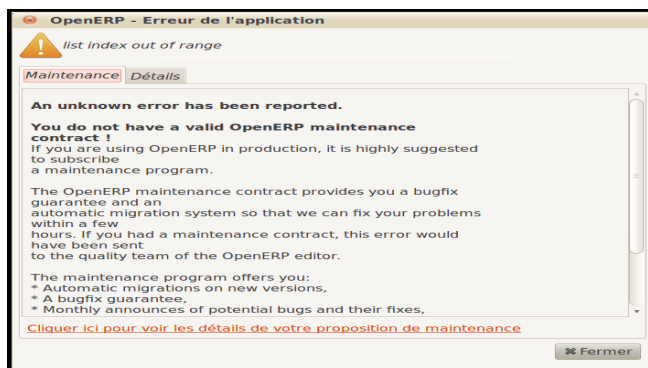 OpenERP - Erreur de l'application
list index out of range
Maintenance Détails
An unknown error has been reported.
You do not have a valid OpenERP maintenance
contract !
If you are using OpenERP in production, it is highly suggested
to subscribe
a maintenance program.
The OpenERP maintenance contract provides you a bugfix
guarantee and an
automatic migration system so that we can fix your problems
within a few
hours. If you had a maintenance contract, this error would
have been sent
to the quality team of the OpenERP editor.
The maintenance program offers you:
* Automatic migrations on new versions,
* A bugfix guarantee,
* Monthly announces of potential bugs and their fixes,
Cliquer ici pour voir les détails de votre proposition de maintenance
Fermer